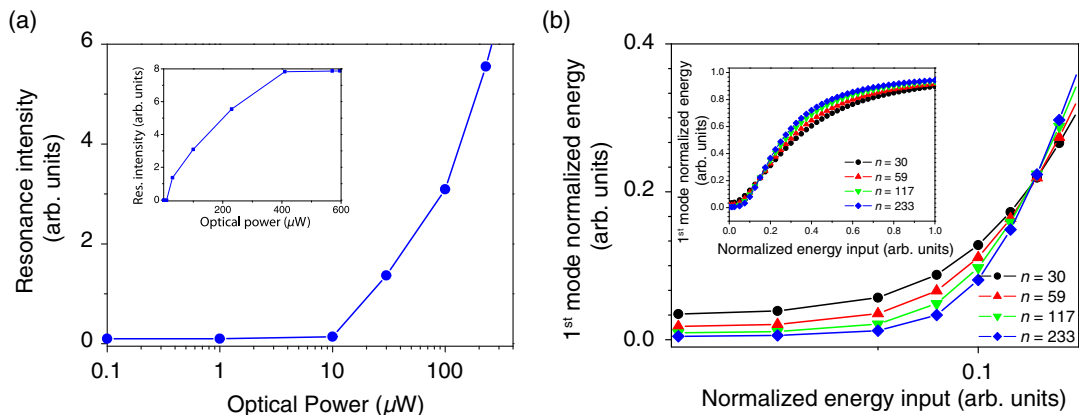 (a)
6
4
2
0
Resonance intensity
(arb. units)
0.1
1
10
100
Optical Power (µW)
8
6
4
2
0
Res. intensity (arb. units)
0
200
400
600
Optical power (µW)
(b)
0.4
0.2
0.0
1st mode normalized energy
(arb. units)
0.1
Normalized energy input (arb. units)
n = 30
n = 59
n = 117
n = 233
1.0
0.8
0.6
0.4
0.2
0.0
1st mode normalized energy
(arb. units)
0.0
0.2
0.4
0.6
0.8
1.0
Normalized energy input (arb. units)
n = 30
n = 59
n = 117
n = 233